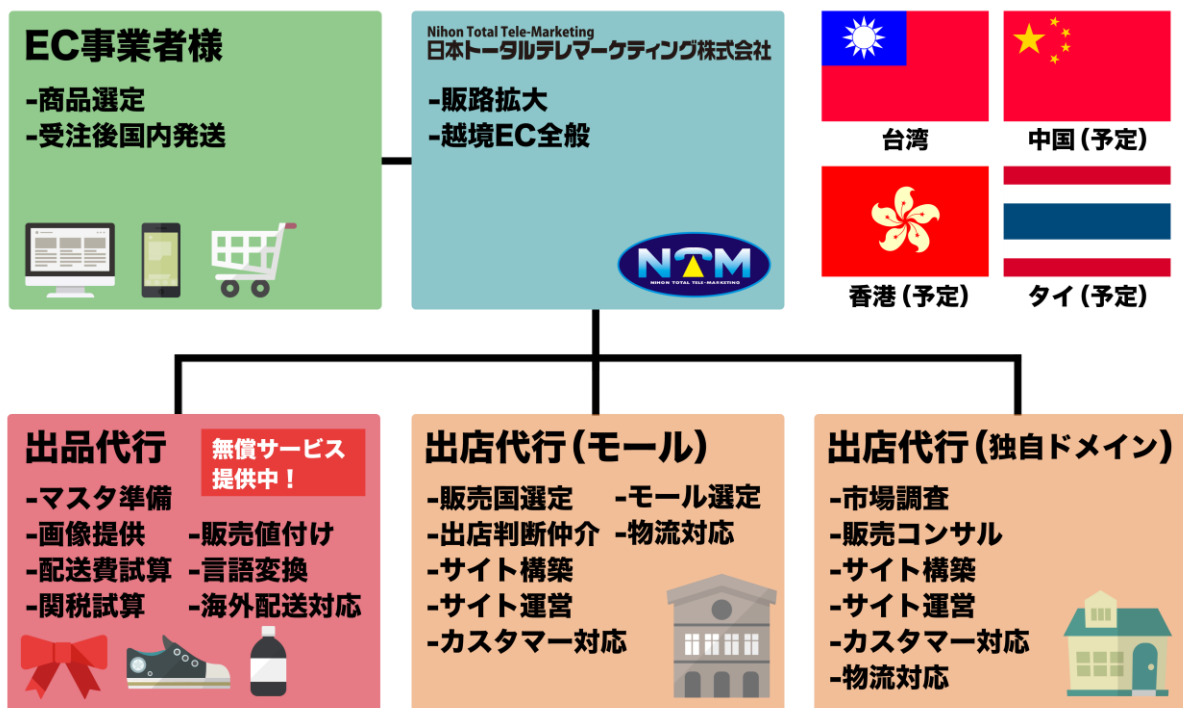 EC事業者様
-商品選定
-受注後国内発送
Nihon Total Tele-Marketing
日本トータルテレマーケティング株式会社
-販路拡大
-越境EC全般
NTM
NIHON TOTAL TELE-MARKETING
台湾
中国(予定)
香港(予定)
タイ(予定)
出品代行
無償サービス
提供中!
-マスタ準備
-画像提供
-配送費試算
-関税試算
-販売値付け
-言語変換
-海外配送対応
出店代行(モール)
-販売国選定
-出店判断仲介
-サイト構築
-サイト運営
-カスタマー対応
-モール選定
-物流対応
出店代行(独自ドメイン)
-市場調査
-販売コンサル
-サイト構築
-サイト運営
-カスタマー対応
-物流対応